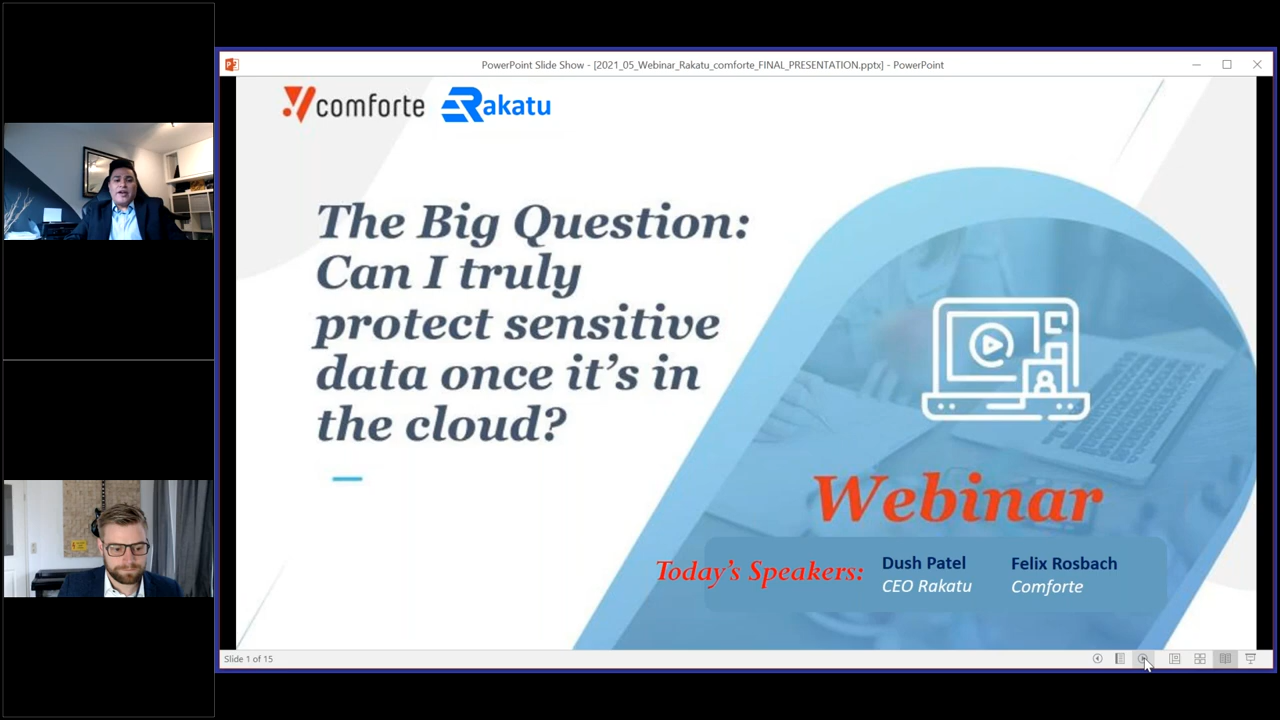 PowerPoint Slide Show - [2021_05_Webinar_Rakatu_comforte_FINAL_PRESENTATION.pptx] - PowerPoint
comforte Rakatu
The Big Question:
Can I truly
protect sensitive
data once it's in
the cloud?
Webinar
Today's Speakers:
Dush Patel
CEO Rakatu
Felix Rosbach
Comforte
Slide 1 of 15